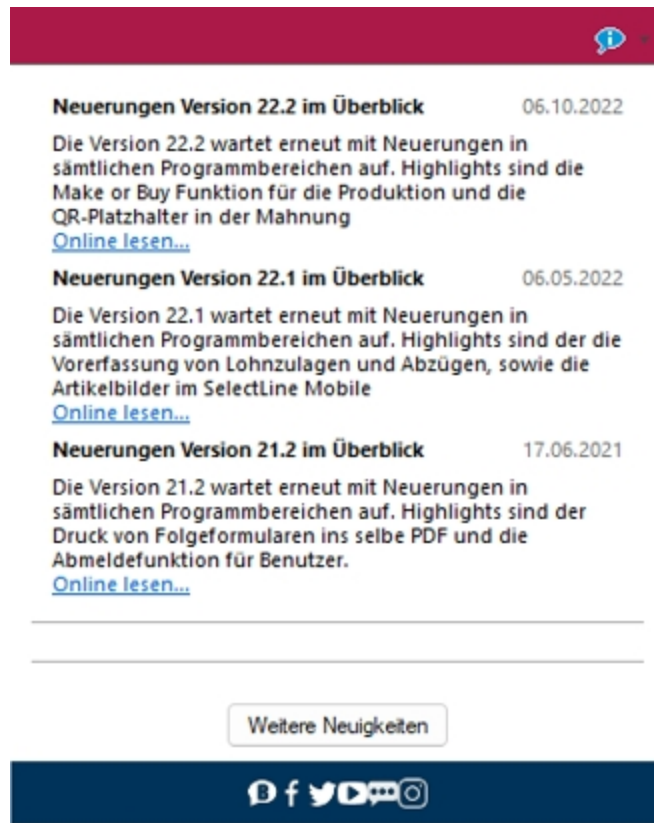 Neuerungen Version 22.2 im Überblick 06.10.2022
Die Version 22.2 wartet erneut mit Neuerungen in
sämtlichen Programmbereichen auf. Highlights sind die
Make or Buy Funktion für die Produktion und die
QR-Platzhalter in der Mahnung
Online lesen...
Neuerungen Version 22.1 im Überblick 06.05.2022
Die Version 22.1 wartet erneut mit Neuerungen in
sämtlichen Programmbereichen auf. Highlights sind der die
Vorerfassung von Lohnzulagen und Abzügen, sowie die
Artikelbilder im SelectLine Mobile
Online lesen...
Neuerungen Version 21.2 im Überblick 17.06.2021
Die Version 21.2 wartet erneut mit Neuerungen in
sämtlichen Programmbereichen auf. Highlights sind der
Druck von Folgeformularen ins selbe PDF und die
Abmeldefunktion für Benutzer.
Online lesen...
Weitere Neuigkeiten